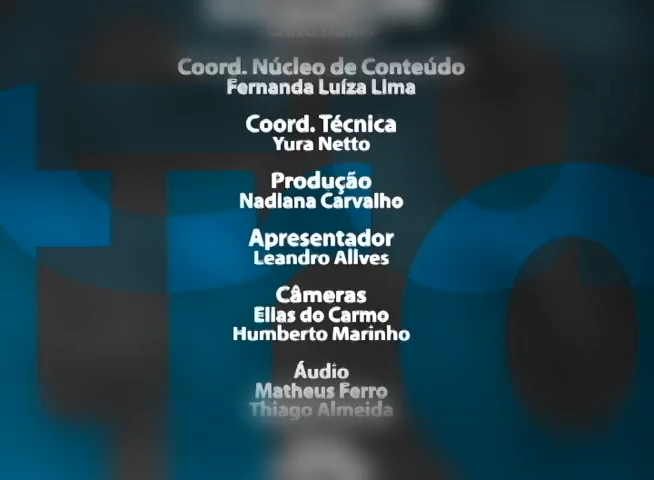 Coord. Núcleo de Conteúdo
Fernanda Luíza Lima
Coord. Técnica
Yura Netto
Produção
Nadiana Carvalho
Apresentador
Leandro Allves
Câmeras
Elias do Carmo
Humberto Marinho
Áudio
Matheus Ferro
Thiago Almeida